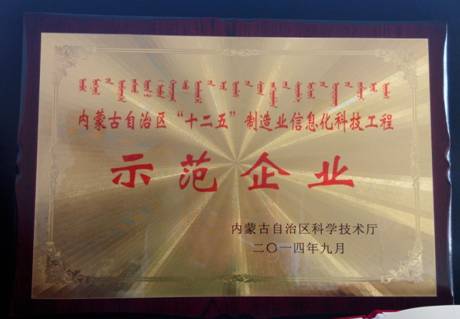 内蒙古自治区“十二五”制造业信息化科技工程
示范企业
内蒙古自治区科学技术厅
二〇一四年九月